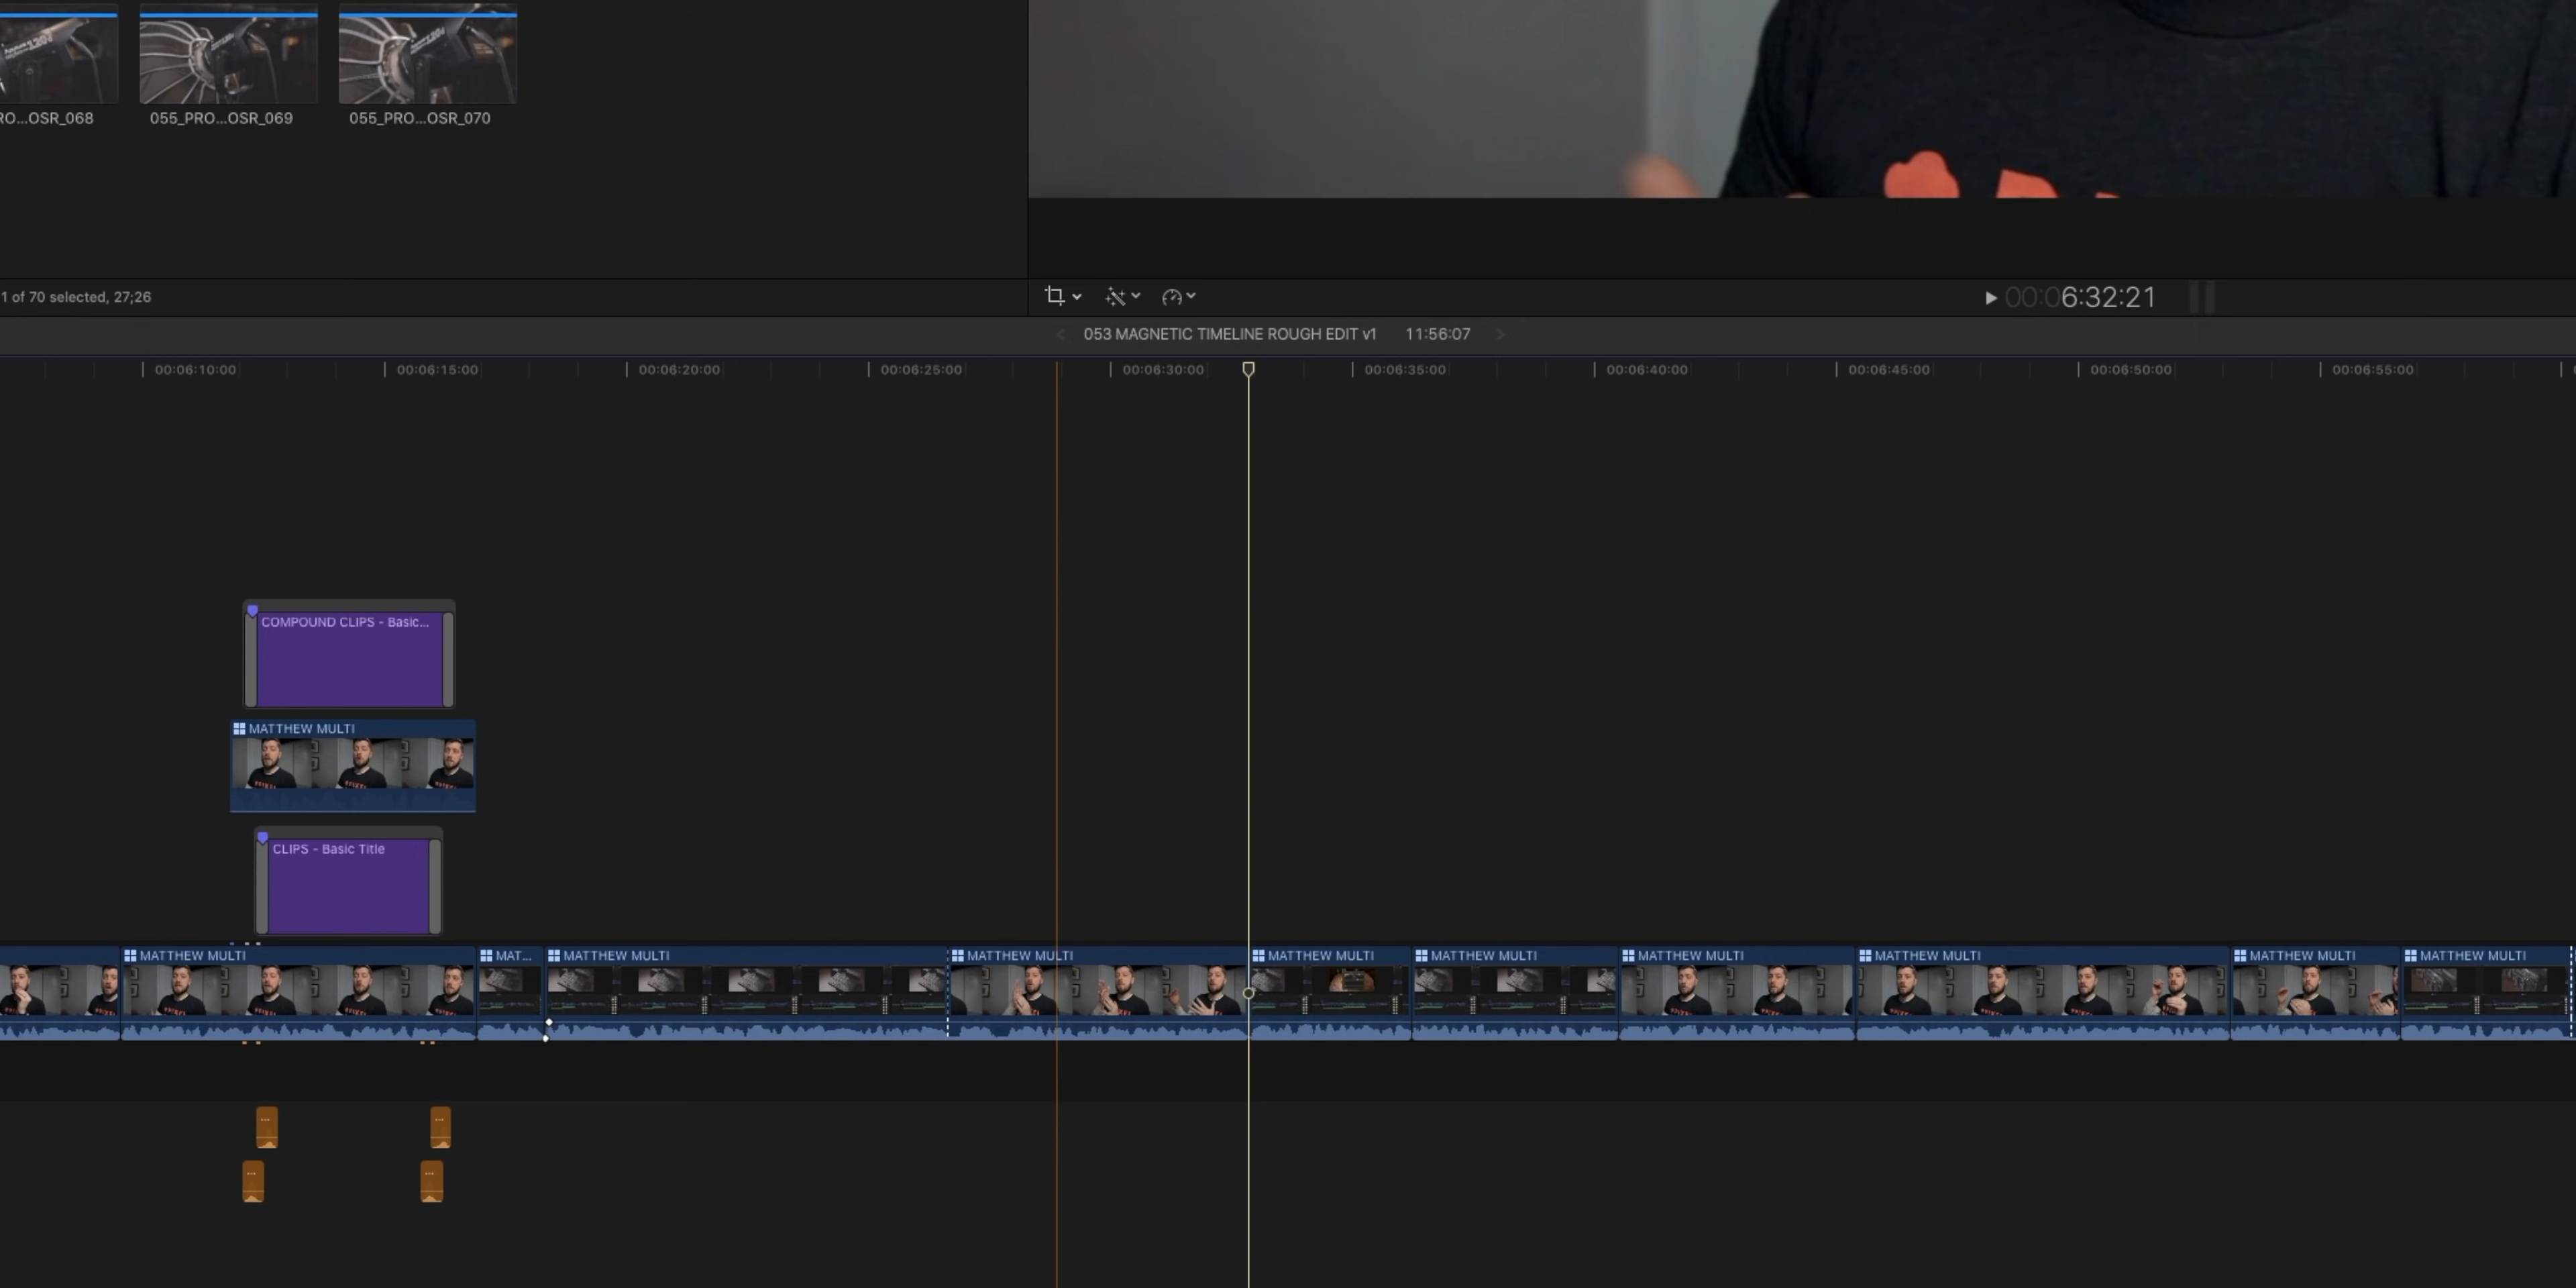 RO...OSR_068 055_PRO...OSR_069 055_PRO...OSR_070
1 of 70 selected, 27;26
00:06:32:21
053 MAGNETIC TIMELINE ROUGH EDIT v1 11:56:07
00:06:10:00 00:06:15:00 00:06:20:00 00:06:25:00 00:06:30:00 00:06:35:00 00:06:40:00 00:06:45:00 00:06:50:00 00:06:55:00
COMPOUND CLIPS - Basic...
MATTHEW MULTI
CLIPS - Basic Title
MATTHEW MULTI MAT... MATTHEW MULTI MATTHEW MULTI MATTHEW MULTI MATTHEW MULTI MATTHEW MULTI MATTHEW MULTI MATTHEW MULTI MATTHEW MULTI